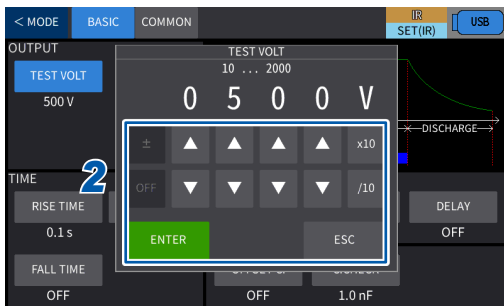 < MODE BASIC COMMON IR SET(IR) USB
OUTPUT
TEST VOLT
500 V
TEST VOLT
10 ... 2000
0 5 0 0 V
± x10
OFF /10
ENTER ESC
2
DISCHARGE
TIME
RISE TIME
0.1 s
DELAY
OFF
FALL TIME
OFF
OFF
1.0 nF